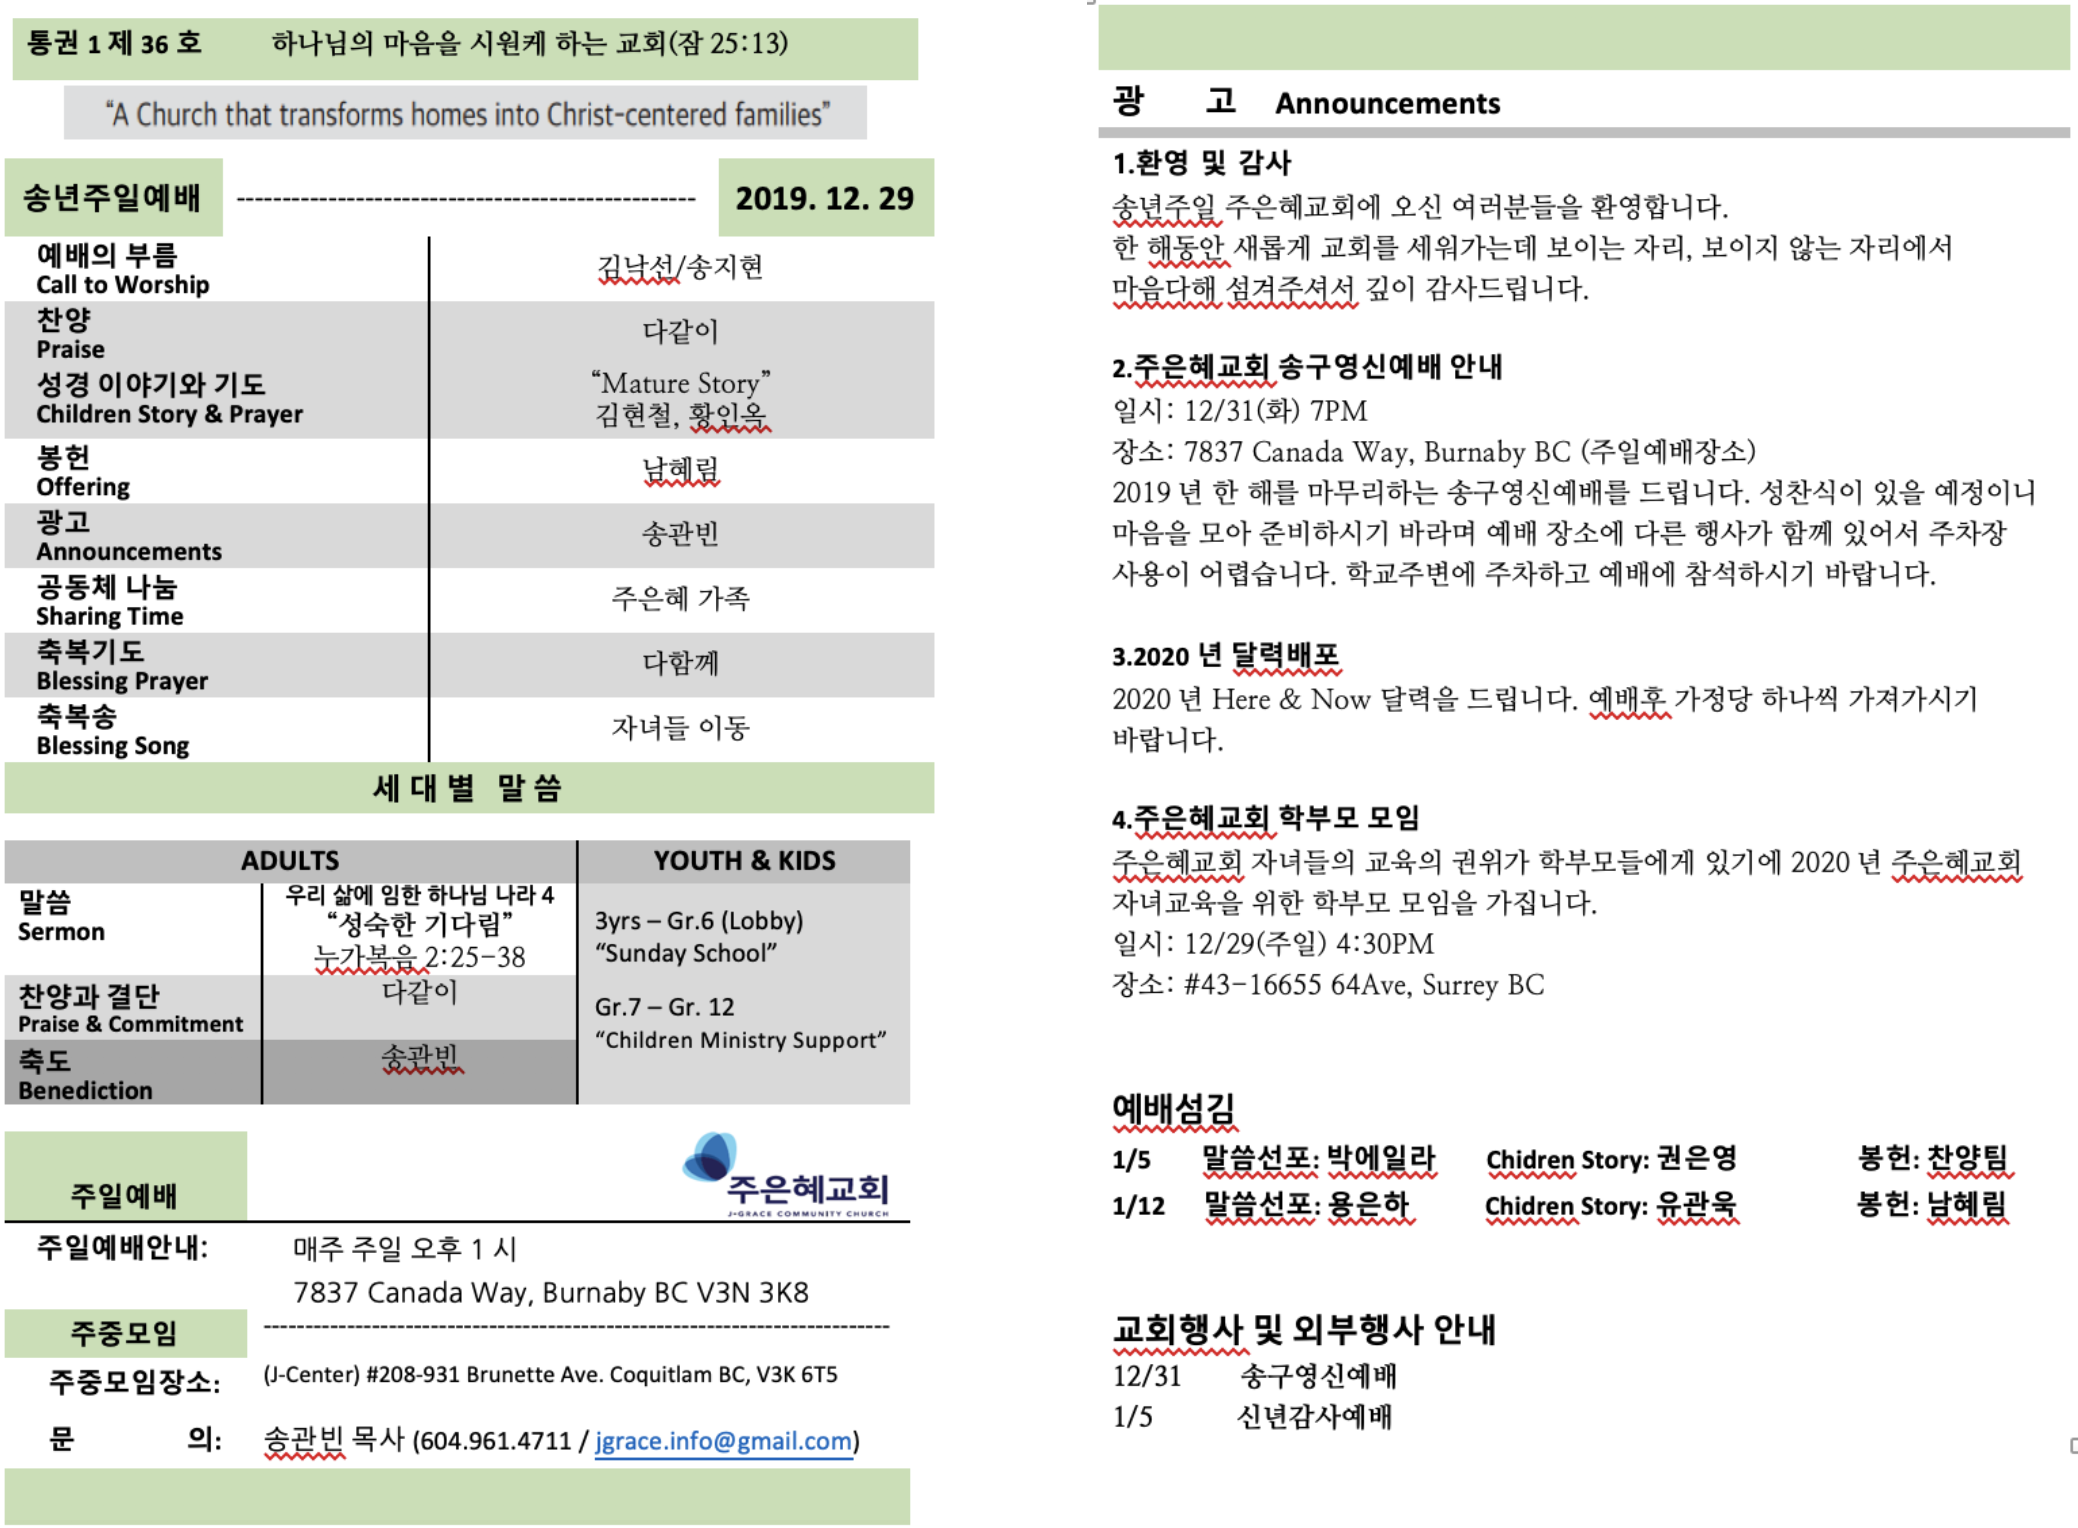 통권 1 제 36 호 하나님의 마음을 시원케 하는 교회(잠 25:13)
“A Church that transforms homes into Christ-centered families”
송년주일예배 -------------------------------------------------- 2019. 12. 29
예배의 부름
Call to Worship
김낙선/송지현
찬양
Praise
다같이
성경 이야기와 기도
Children Story & Prayer
“Mature Story”
김현철, 황인옥
봉헌
Offering
남혜림
광고
Announcements
송관빈
공동체 나눔
Sharing Time
주은혜 가족
축복기도
Blessing Prayer
다함께
축복송
Blessing Song
자녀들 이동
세 대 별 말 씀
ADULTS
YOUTH & KIDS
말씀
Sermon
우리 삶에 임한 하나님 나라 4
“성숙한 기다림”
누가복음 2:25-38
찬양과 결단
Praise & Commitment
다같이
축도
Benediction
송관빈
3yrs – Gr.6 (Lobby)
“Sunday School”
Gr.7 – Gr. 12
“Children Ministry Support”
주일예배
주은혜교회
J-GRACE COMMUNITY CHURCH
주일예배안내: 매주 주일 오후 1 시
7837 Canada Way, Burnaby BC V3N 3K8
주중모임 --------------------------------------------------------------------
주중모임장소: (J-Center) #208-931 Brunette Ave. Coquitlam BC, V3K 6T5
문 의: 송관빈 목사 (604.961.4711 / jgrace.info@gmail.com)
광 고 Announcements
1.환영 및 감사
송년주일 주은혜교회에 오신 여러분들을 환영합니다.
한 해동안 새롭게 교회를 세워가는데 보이는 자리, 보이지 않는 자리에서
마음다해 섬겨주셔서 깊이 감사드립니다.
2.주은혜교회 송구영신예배 안내
일시: 12/31(화) 7PM
장소: 7837 Canada Way, Burnaby BC (주일예배장소)
2019 년 한 해를 마무리하는 송구영신예배를 드립니다. 성찬식이 있을 예정이니
마음을 모아 준비하시기 바라며 예배 장소에 다른 행사가 함께 있어서 주차장
사용이 어렵습니다. 학교주변에 주차하고 예배에 참석하시기 바랍니다.
3.2020 년 달력배포
2020 년 Here & Now 달력을 드립니다. 예배후 가정당 하나씩 가져가시기
바랍니다.
4.주은혜교회 학부모 모임
주은혜교회 자녀들의 교육의 권위가 학부모들에게 있기에 2020 년 주은혜교회
자녀교육을 위한 학부모 모임을 가집니다.
일시: 12/29(주일) 4:30PM
장소: #43-16655 64Ave, Surrey BC
예배섬김
1/5 말씀선포: 박에일라 Chidren Story: 권은영 봉헌: 찬양팀
1/12 말씀선포: 용은하 Chidren Story: 유관욱 봉헌: 남혜림
교회행사 및 외부행사 안내
12/31 송구영신예배
1/5 신년감사예배